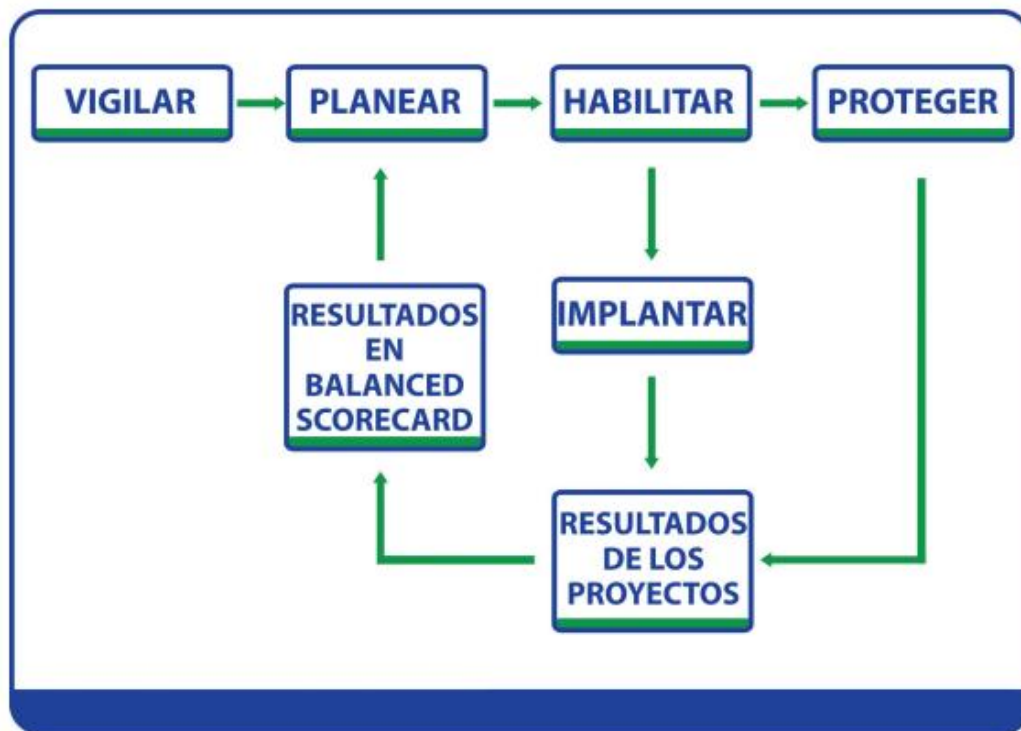 VIGILAR
PLANEAR
HABILITAR
PROTEGER
RESULTADOS
EN
BALANCED
SCORECARD
IMPLANTAR
RESULTADOS
DE LOS
PROYECTOS